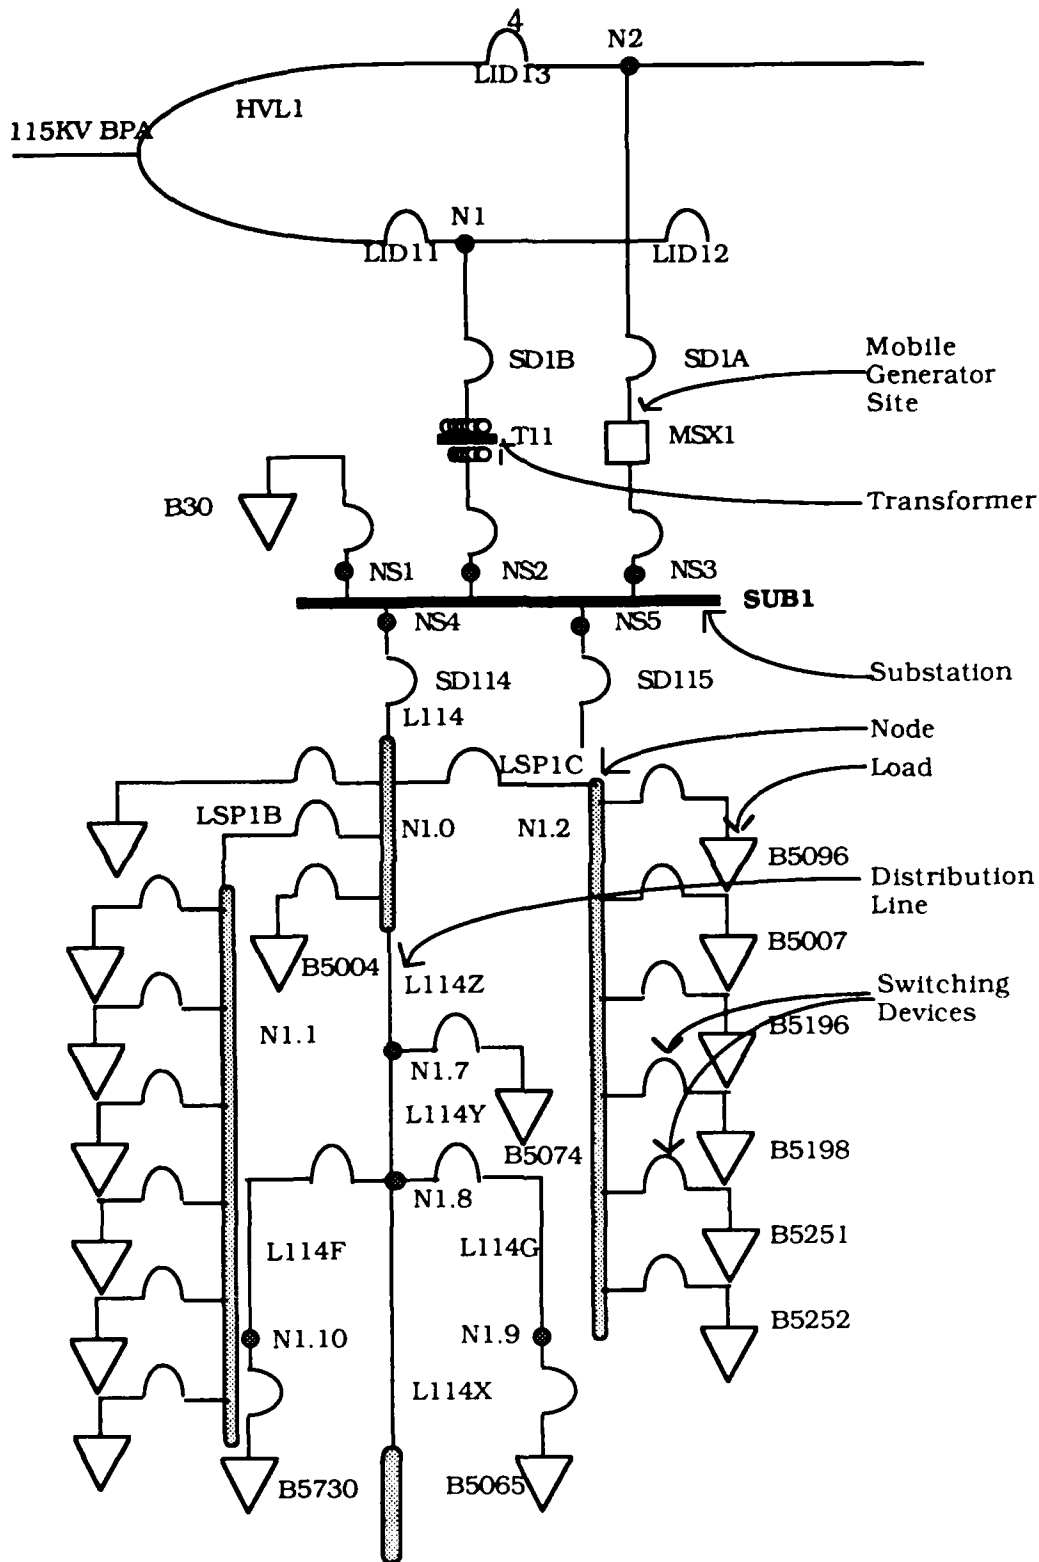 4
N2
LID13
HVL1
115KV BPA
N1
LID11
LID12
SD1B
SD1A
Mobile
Generator
Site
T11
MSX1
B30
Transformer
NS1
NS2
NS3
SUB1
NS4
NS5
SD114
SD115
Substation
L114
Node
LSP1C
Load
LSP1B
N1.0
N1.2
B5096
Distribution
Line
B5004
B5007
L114Z
Switching
Devices
N1.1
B5196
N1.7
L114Y
B5074
B5198
N1.8
L114F
L114G
B5251
N1.10
N1.9
B5252
L114X
B5730
B5065